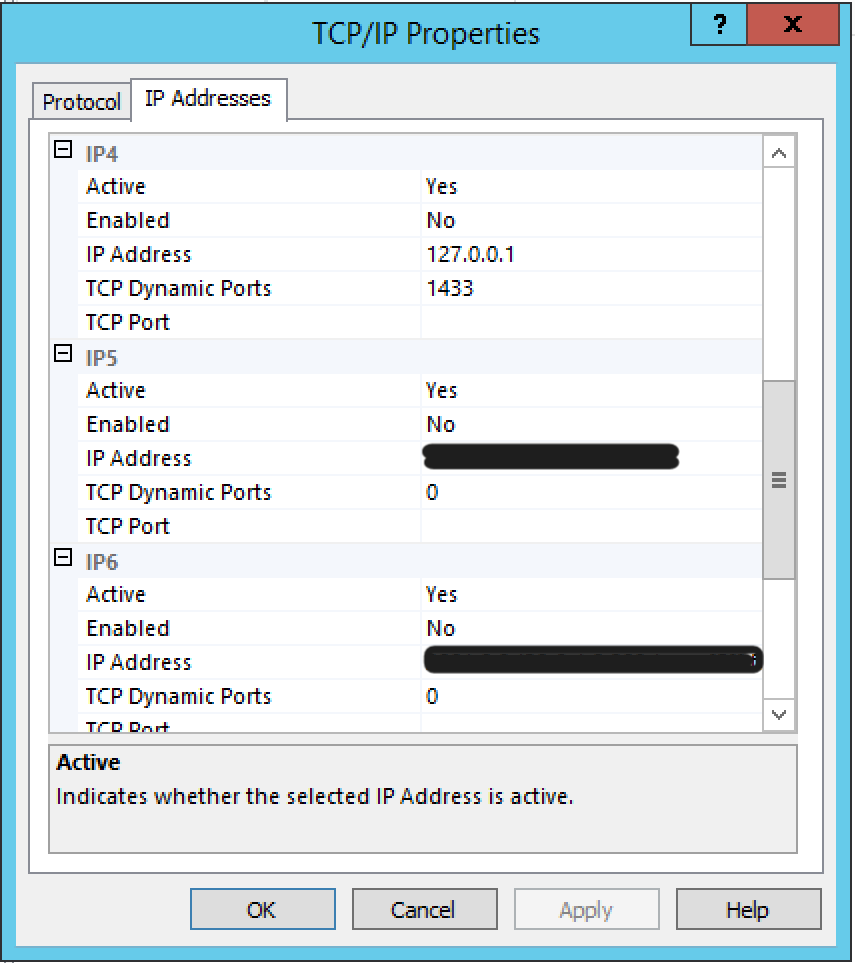 TCP/IP Properties
?
x
Protocol
IP Addresses
IP4
Active Yes
Enabled No
IP Address 127.0.0.1
TCP Dynamic Ports 1433
TCP Port
IP5
Active Yes
Enabled No
IP Address
TCP Dynamic Ports 0
TCP Port
IP6
Active Yes
Enabled No
IP Address
TCP Dynamic Ports 0
TCP Port
Active
Indicates whether the selected IP Address is active.
OK Cancel Apply Help